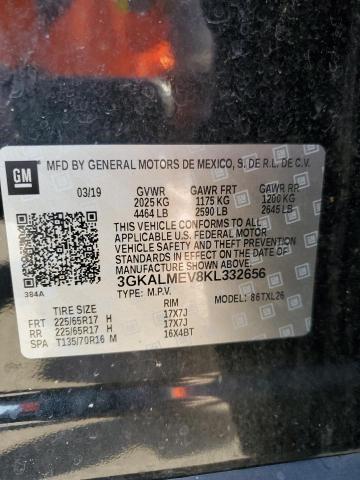 GM
MFD BY GENERAL MOTORS DE MEXICO, S. DE R.L. DE C.V.
03/19 GVWR GAWR FRT GAWR RR
2025 KG 1175 KG 1200 KG
4464 LB 2590 LB 2645 LB
THIS VEHICLE CONFORMS TO ALL
APPLICABLE U.S. FEDERAL MOTOR
VEHICLE SAFETY AND THEFT PREVENTION
STANDARDS IN EFFECT ON THE DATE OF
MANUFACTURE SHOWN ABOVE.
3GKALMEV8KL332656
TYPE: M.P.V. MODEL: 86TXL26
384A
TIRE SIZE RIM
FRT 225/65R17 H 17X7J
RR 225/65R17 H 17X7J
SPA T135/70R16 M 16X4BT